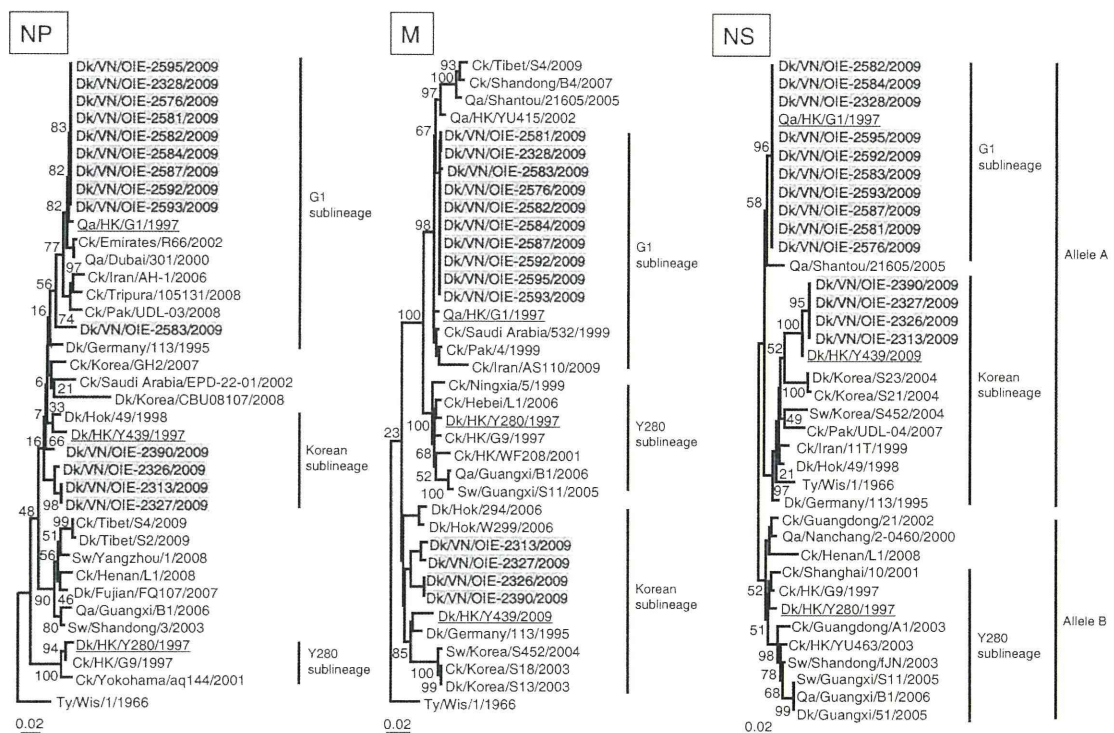 NP
Dk/VN/OIE-2595/2009
Dk/VN/OIE-2328/2009
Dk/VN/OIE-2576/2009
Dk/VN/OIE-2581/2009
Dk/VN/OIE-2582/2009
Dk/VN/OIE-2584/2009
Dk/VN/OIE-2587/2009
Dk/VN/OIE-2592/2009
Dk/VN/OIE-2593/2009
Qa/HK/G1/1997
Ck/Emirates/R66/2002
Qa/Dubai/301/2000
Ck/Iran/AH-1/2006
Ck/Tripura/105131/2008
Ck/Pak/UDL-03/2008
Dk/VN/OIE-2583/2009
Dk/Germany/113/1995
Ck/Korea/GH2/2007
Ck/Saudi Arabia/EPD-22-01/2002
Dk/Korea/CBU08107/2008
Dk/Hok/49/1998
Dk/HK/Y439/1997
Dk/VN/OIE-2390/2009
Dk/VN/OIE-2326/2009
Dk/VN/OIE-2313/2009
Dk/VN/OIE-2327/2009
Ck/Tibet/S4/2009
Dk/Tibet/S2/2009
Sw/Yangzhou/1/2008
Ck/Henan/L1/2008
Dk/Fujian/FQ107/2007
Qa/Guangxi/B1/2006
Sw/Shandong/3/2003
Dk/HK/Y280/1997
Ck/HK/G9/1997
Ck/Yokohama/aq144/2001
Ty/Wis/1/1966
83
82
82
77
97
56
16
74
6
21
33
7
16
66
98
48
99
51
56
90
46
80
94
100
G1
sublineage
Korean
sublineage
Y280
sublineage
0.02
M
Ck/Tibet/S4/2009
Ck/Shandong/B4/2007
Qa/Shantou/21605/2005
Qa/HK/YU415/2002
Dk/VN/OIE-2581/2009
Dk/VN/OIE-2328/2009
Dk/VN/OIE-2583/2009
Dk/VN/OIE-2576/2009
Dk/VN/OIE-2582/2009
Dk/VN/OIE-2584/2009
Dk/VN/OIE-2587/2009
Dk/VN/OIE-2592/2009
Dk/VN/OIE-2595/2009
Dk/VN/OIE-2593/2009
Qa/HK/G1/1997
Ck/Saudi Arabia/532/1999
Ck/Pak/4/1999
Ck/Iran/AS110/2009
Ck/Ningxia/5/1999
Ck/Hebei/L1/2006
Dk/HK/Y280/1997
Ck/HK/G9/1997
Ck/HK/WF208/2001
Qa/Guangxi/B1/2006
Sw/Guangxi/S11/2005
Dk/Hok/294/2006
Dk/Hok/W299/2006
Dk/VN/OIE-2313/2009
Dk/VN/OIE-2327/2009
Dk/VN/OIE-2326/2009
Dk/VN/OIE-2390/2009
Dk/HK/Y439/2009
Dk/Germany/113/1995
Sw/Korea/S452/2004
Ck/Korea/S18/2003
Dk/Korea/S13/2003
Ty/Wis/1/1966
93
100
97
67
98
100
100
68
52
100
23
85
100
99
G1
sublineage
Y280
sublineage
Korean
sublineage
0.02
NS
Dk/VN/OIE-2582/2009
Dk/VN/OIE-2584/2009
Dk/VN/OIE-2328/2009
Qa/HK/G1/1997
Dk/VN/OIE-2595/2009
Dk/VN/OIE-2592/2009
Dk/VN/OIE-2583/2009
Dk/VN/OIE-2593/2009
Dk/VN/OIE-2587/2009
Dk/VN/OIE-2581/2009
Dk/VN/OIE-2576/2009
Qa/Shantou/21605/2005
Dk/VN/OIE-2390/2009
Dk/VN/OIE-2327/2009
Dk/VN/OIE-2326/2009
Dk/VN/OIE-2313/2009
Dk/HK/Y439/2009
Dk/Korea/S23/2004
Ck/Korea/S21/2004
Sw/Korea/S452/2004
Ck/Pak/UDL-04/2007
Ck/Iran/11T/1999
Dk/Hok/49/1998
Ty/Wis/1/1966
Dk/Germany/113/1995
Ck/Guangdong/21/2002
Qa/Nanchang/2-0460/2000
Ck/Henan/L1/2008
Ck/Shanghai/10/2001
Ck/HK/G9/1997
Dk/HK/Y280/1997
Ck/Guangdong/A1/2003
Ck/HK/YU463/2003
Sw/Shandong/fJN/2003
Sw/Guangxi/S11/2005
Qa/Guangxi/B1/2006
Dk/Guangxi/51/2005
96
58
95
100
52
100
49
21
97
52
51
98
78
68
99
G1
sublineage
Korean
sublineage
Y280
sublineage
Allele A
Allele B
0.02